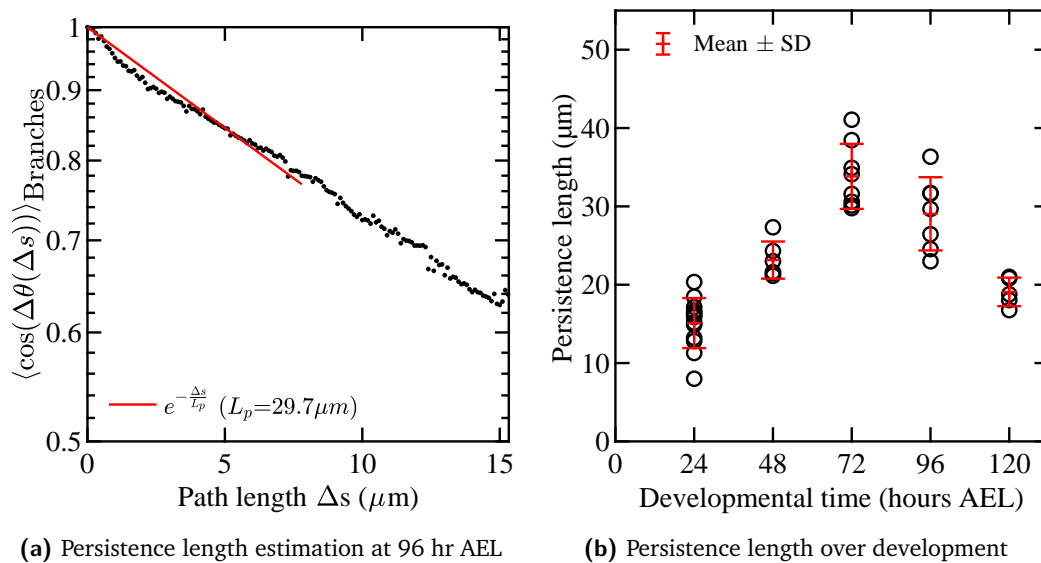 1
0.9
0.8
0.7
0.6
0.5
⟨cos(Δθ(Δs))⟩Branches
e^{-Δs/L_p} (L_p=29.7μm)
0
5
10
15
Path length Δs (μm)
(a) Persistence length estimation at 96 hr AEL
50
40
30
20
10
0
Persistence length (μm)
Mean ± SD
0
24
48
72
96
120
Developmental time (hours AEL)
(b) Persistence length over development